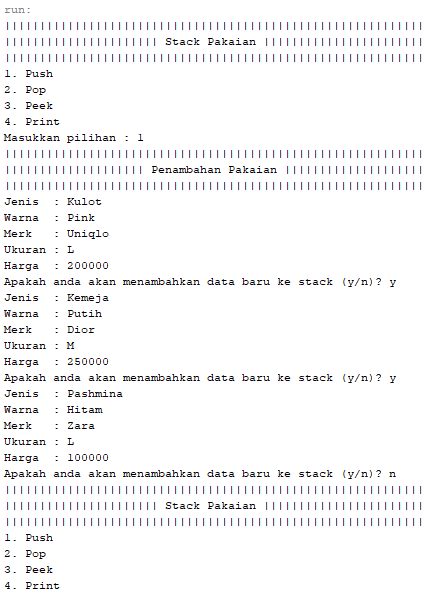 run:
||||||||||||||||||||||||||||||||||||||||||||||||||||||||||||
|||||||||||||||||||||| Stack Pakaian |||||||||||||||||||||||
||||||||||||||||||||||||||||||||||||||||||||||||||||||||||||
1. Push
2. Pop
3. Peek
4. Print
Masukkan pilihan : 1
||||||||||||||||||||||||||||||||||||||||||||||||||||||||||||
|||||||||||||||||||| Penambahan Pakaian ||||||||||||||||||||
||||||||||||||||||||||||||||||||||||||||||||||||||||||||||||
Jenis  : Kulot
Warna  : Pink
Merk   : Uniqlo
Ukuran : L
Harga  : 200000
Apakah anda akan menambahkan data baru ke stack (y/n)? y
Jenis  : Kemeja
Warna  : Putih
Merk   : Dior
Ukuran : M
Harga  : 250000
Apakah anda akan menambahkan data baru ke stack (y/n)? y
Jenis  : Pashmina
Warna  : Hitam
Merk   : Zara
Ukuran : L
Harga  : 100000
Apakah anda akan menambahkan data baru ke stack (y/n)? n
||||||||||||||||||||||||||||||||||||||||||||||||||||||||||||
|||||||||||||||||||||| Stack Pakaian |||||||||||||||||||||||
||||||||||||||||||||||||||||||||||||||||||||||||||||||||||||
1. Push
2. Pop
3. Peek
4. Print